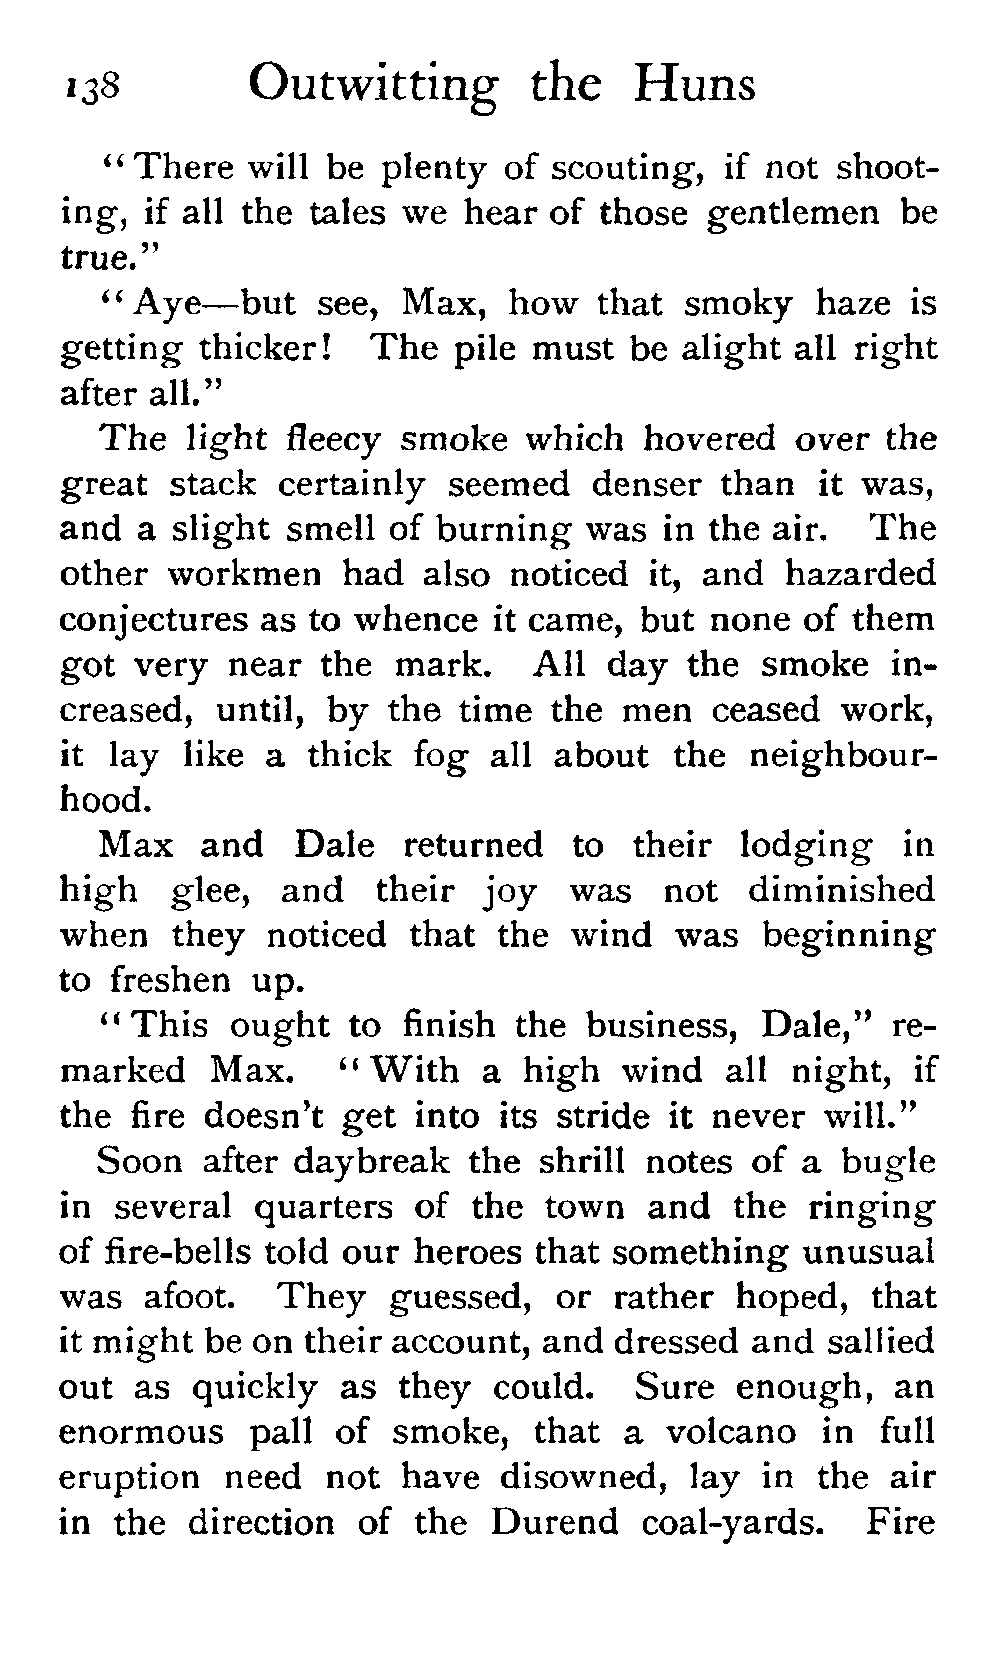 138 Outwitting the Huns
“There will be plenty of scouting, if not shoot-
ing, if all the tales we hear of those gentlemen be
true.”
“Aye—but see, Max, how that smoky haze is
getting thicker! The pile must be alight all right
after all.”
The light fleecy smoke which hovered over the
great stack certainly seemed denser than it was,
and a slight smell of burning was in the air. The
other workmen had also noticed it, and hazarded
conjectures as to whence it came, but none of them
got very near the mark. All day the smoke in-
creased, until, by the time the men ceased work,
it lay like a thick fog all about the neighbour-
hood.
Max and Dale returned to their lodging in
high glee, and their joy was not diminished
when they noticed that the wind was beginning
to freshen up.
“This ought to finish the business, Dale,” re-
marked Max. “With a high wind all night, if
the fire doesn’t get into its stride it never will.”
Soon after daybreak the shrill notes of a bugle
in several quarters of the town and the ringing
of fire-bells told our heroes that something unusual
was afoot. They guessed, or rather hoped, that
it might be on their account, and dressed and sallied
out as quickly as they could. Sure enough, an
enormous pall of smoke, that a volcano in full
eruption need not have disowned, lay in the air
in the direction of the Durend coal-yards. Fire